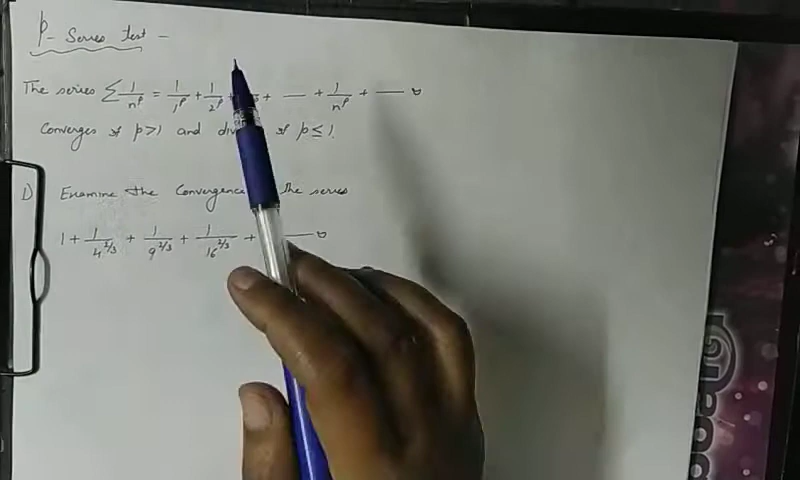 p- Series test -
The series ∑ 1/n^p = 1/1^p + 1/2^p + + — + 1/n^p + — ∞
Converges if p>1 and if p ≤ 1.
1) Examine the Convergence the series
1 + 1/4^{2/3} + 1/9^{2/3} + 1/16^{2/3} + — ∞